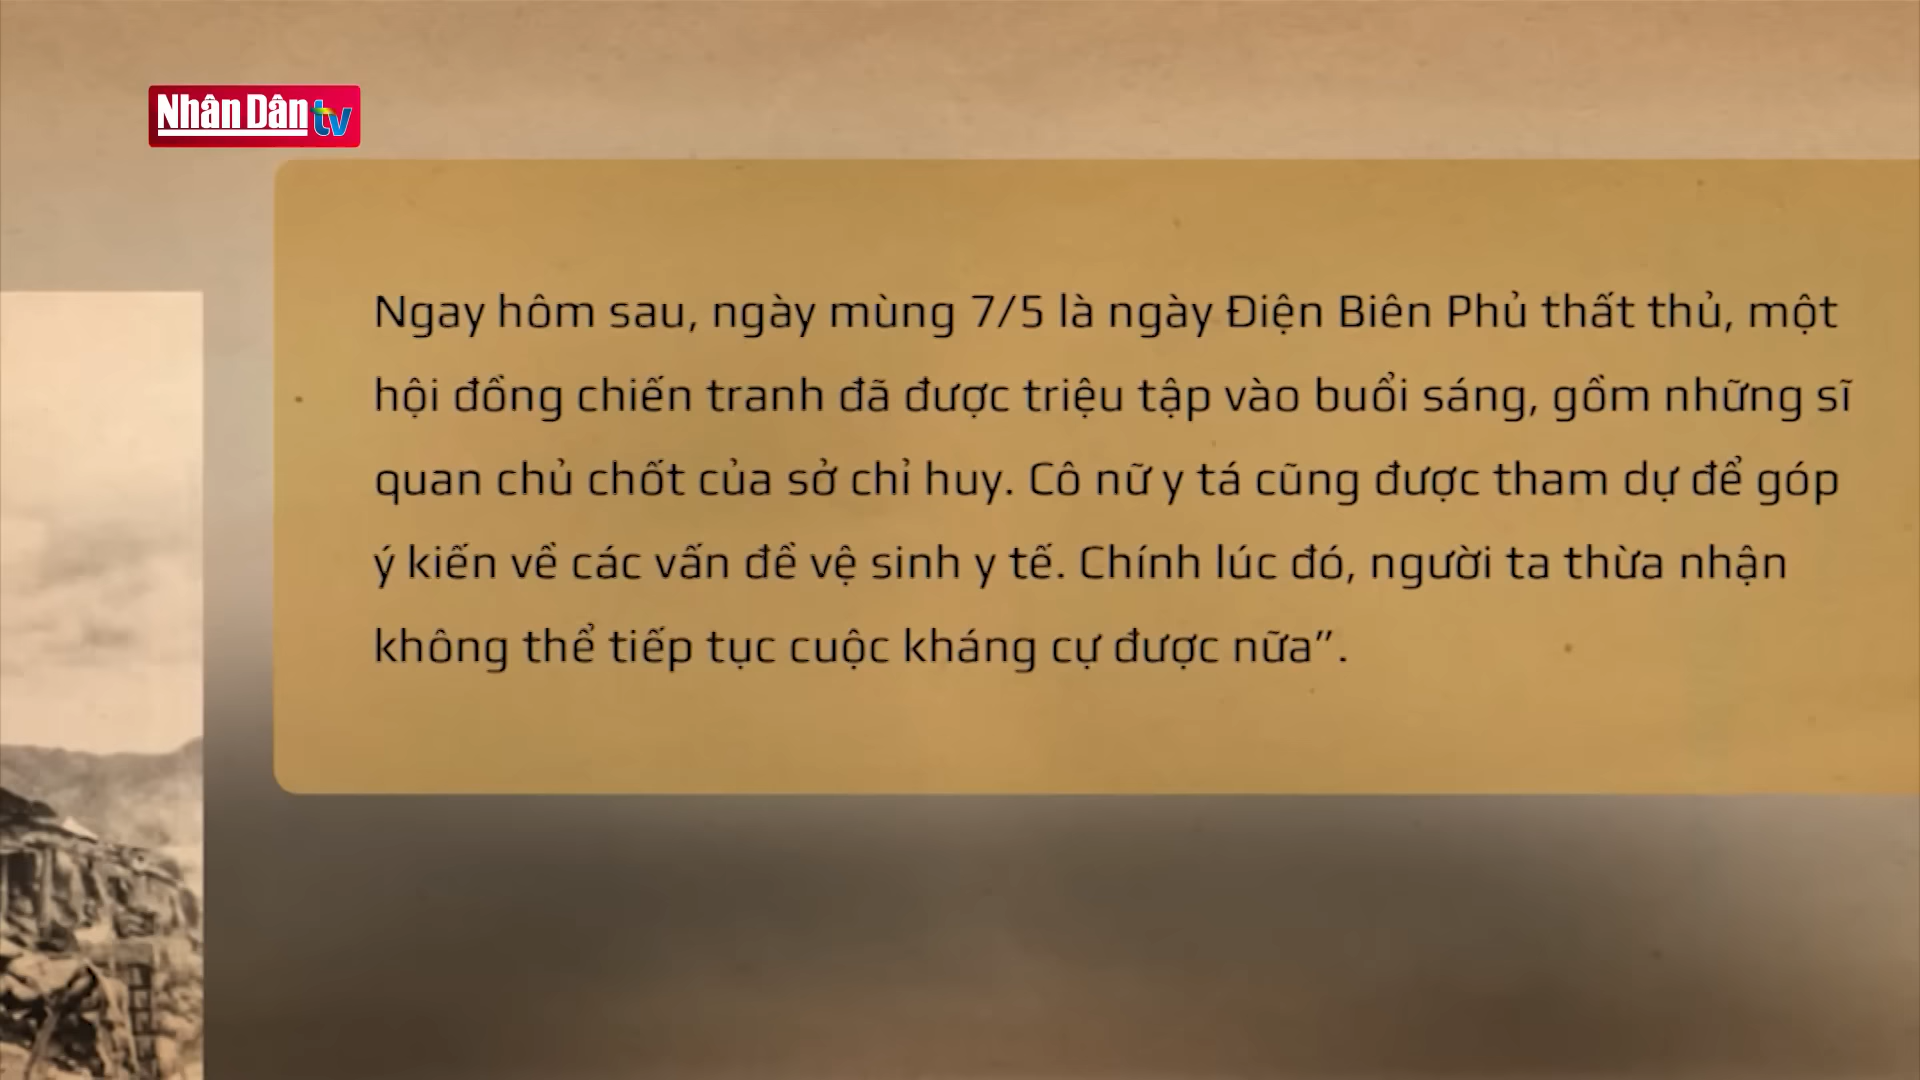 Nhân Dân tv
Ngay hôm sau, ngày mùng 7/5 là ngày Điện Biên Phủ thất thủ, một
hội đồng chiến tranh đã được triệu tập vào buổi sáng, gồm những sĩ
quan chủ chốt của sở chỉ huy. Cô nữ y tá cũng được tham dự để góp
ý kiến về các vấn đề vệ sinh y tế. Chính lúc đó, người ta thừa nhận
không thể tiếp tục cuộc kháng cự được nữa”.